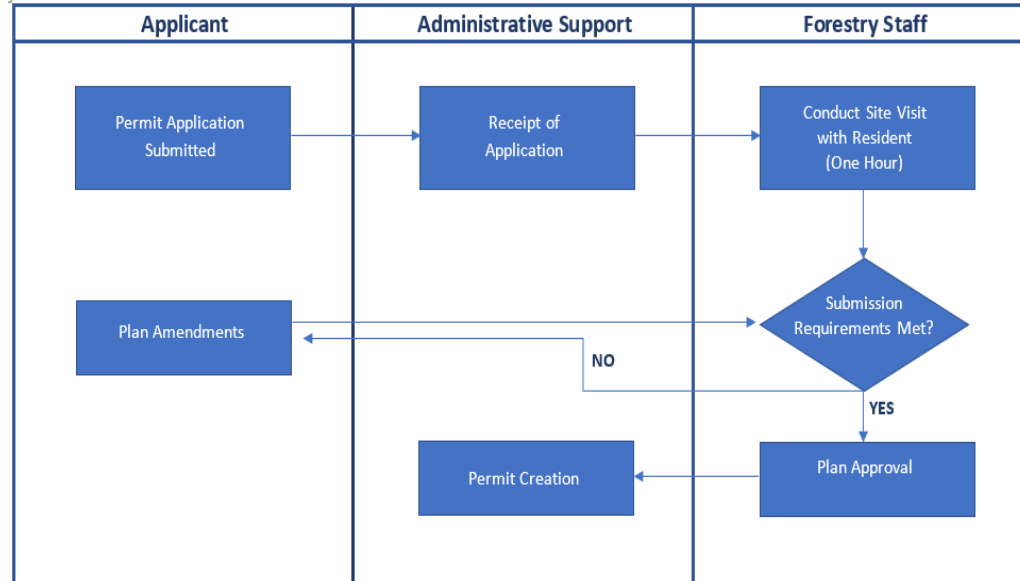 Applicant
Administrative Support
Forestry Staff
Permit Application
Submitted
Receipt of
Application
Conduct Site Visit
with Resident
(One Hour)
Plan Amendments
Submission
Requirements Met?
NO
YES
Permit Creation
Plan Approval